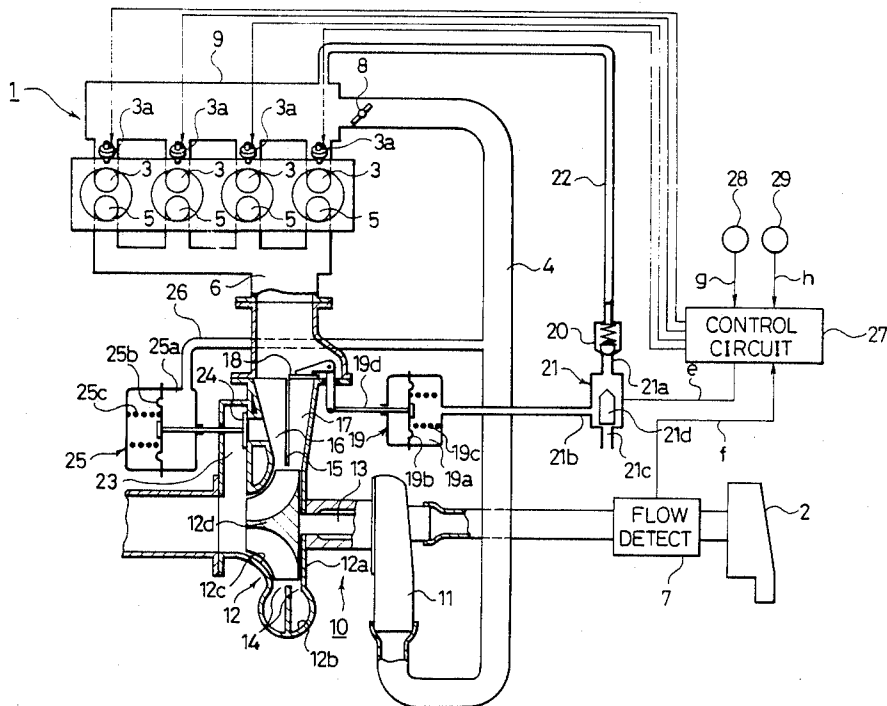 9
1
8
3a
3a
3a
3a
3
3
3
3
5
5
5
5
22
28
29
g
h
4
6
26
20
CONTROL
CIRCUIT
27
25a
25b
18
19d
21
21a
e
25c
24
17
21d
f
16
19
19c
21b
21c
25
23
15
19b
19a
13
12d
FLOW
DETECT
2
12a
7
12c
12
10
11
14
12b